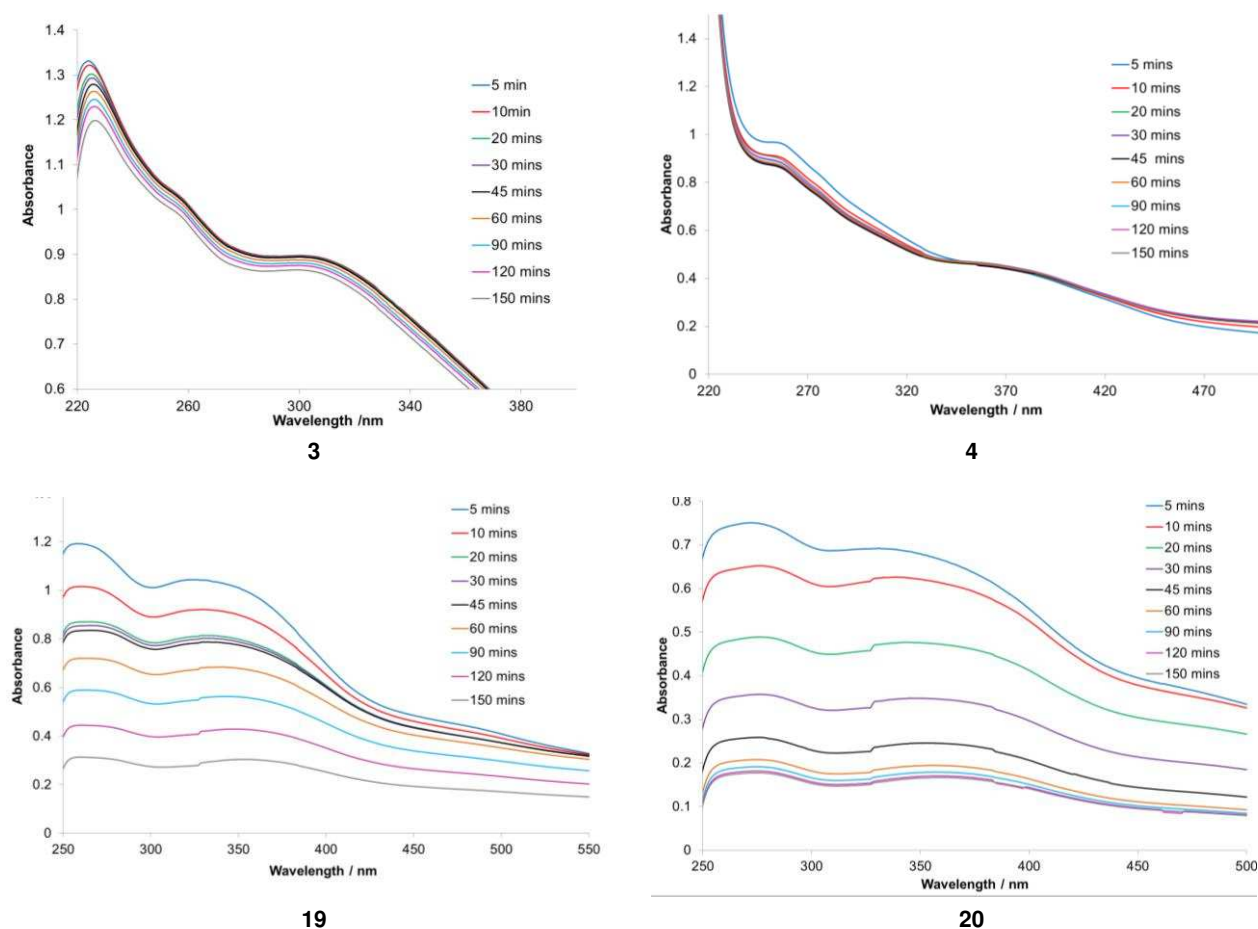 1.4
1.3
1.2
1.1
1
0.9
0.8
0.7
0.6
Absorbance
220 260 300 340 380
Wavelength /nm
5 min
10min
20 mins
30 mins
45 mins
60 mins
90 mins
120 mins
150 mins
3
1.4
1.2
1
0.8
0.6
0.4
0.2
0
Absorbance
220 270 320 370 420 470
Wavelength / nm
5 mins
10 mins
20 mins
30 mins
45 mins
60 mins
90 mins
120 mins
150 mins
4
1.2
1
0.8
0.6
0.4
0.2
0
Absorbance
250 300 350 400 450 500 550
Wavelength / nm
5 mins
10 mins
20 mins
30 mins
45 mins
60 mins
90 mins
120 mins
150 mins
19
0.8
0.7
0.6
0.5
0.4
0.3
0.2
0.1
0
Absorbance
250 300 350 400 450 500
Wavelength / nm
5 mins
10 mins
20 mins
30 mins
45 mins
60 mins
90 mins
120 mins
150 mins
20